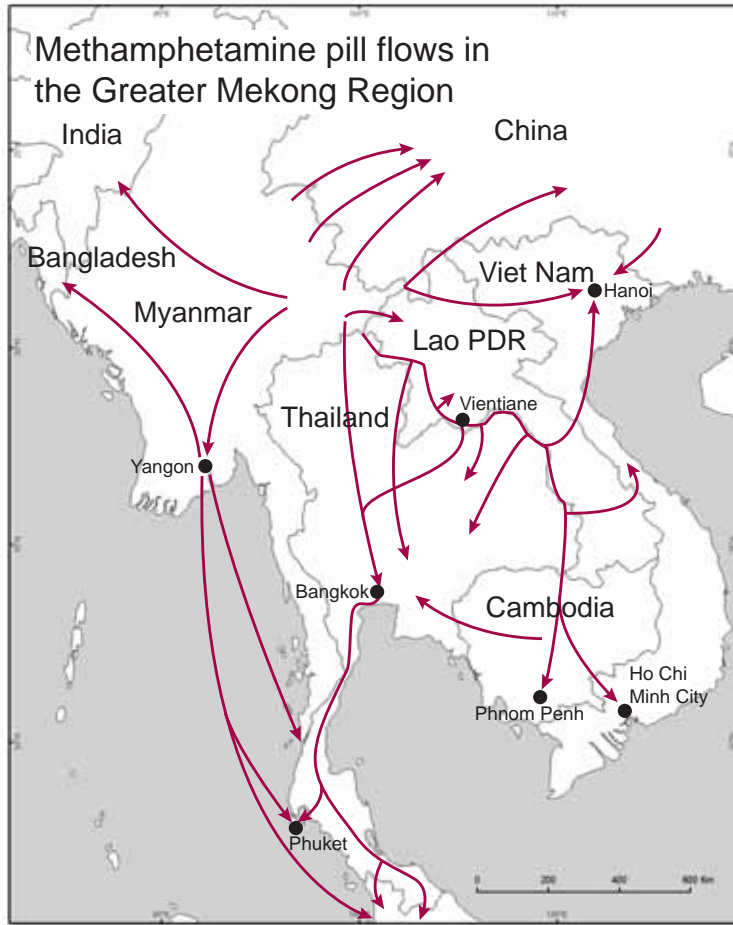 Methamphetamine pill flows in
the Greater Mekong Region
India
China
Bangladesh
Viet Nam
Hanoi
Myanmar
Lao PDR
Thailand
Vientiane
Yangon
Bangkok
Cambodia
Ho Chi
Minh City
Phnom Penh
Phuket
0 200 400 600 Km